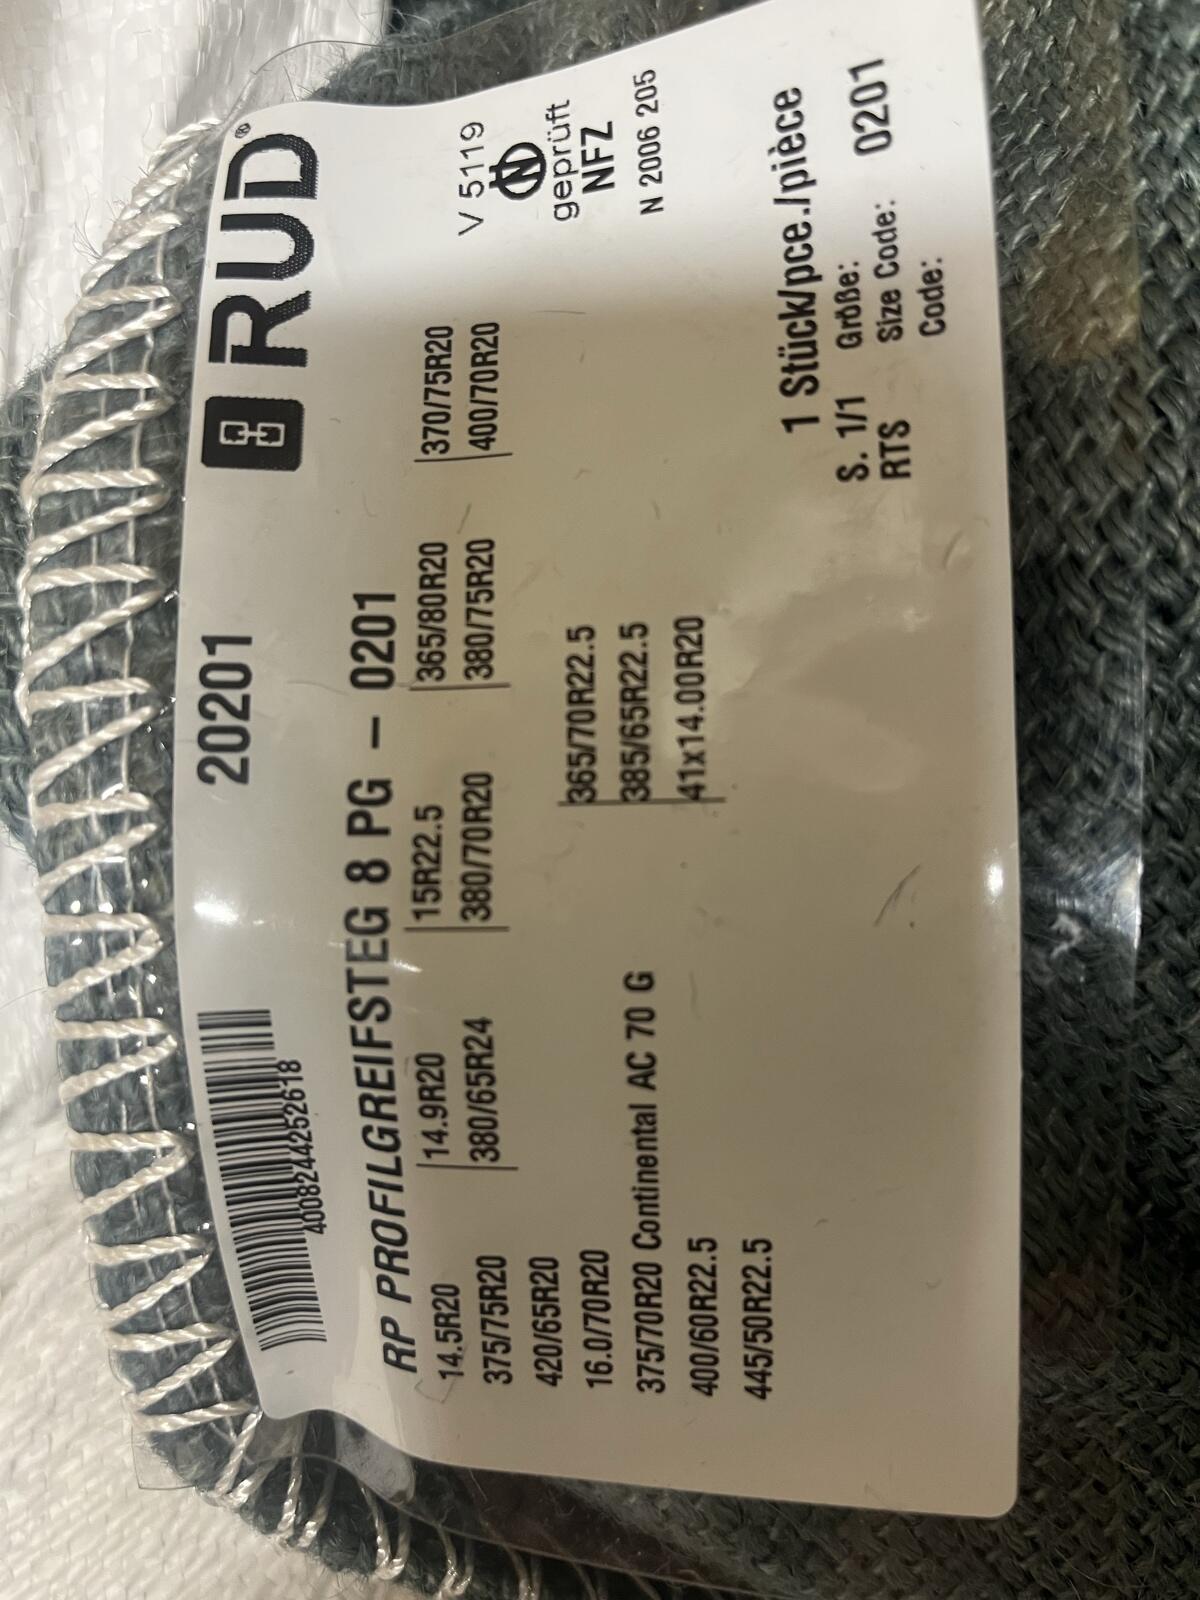 20201 RUD®
4008244252618
RP PROFILGREIFSTEG 8 PG – 0201
V 5119
geprüft
NFZ
N 2006 205
14.5R20 14.9R20 15R22.5 365/80R20 370/75R20
375/75R20 380/65R24 380/70R20 380/75R20 400/70R20
420/65R20
16.0/70R20 365/70R22.5
375/70R20 Continental AC 70 G 385/65R22.5
400/60R22.5 41x14.00R20
445/50R22.5
1 Stück/pce./pièce
S. 1/1 Größe:
RTS Size Code: 0201
Code: